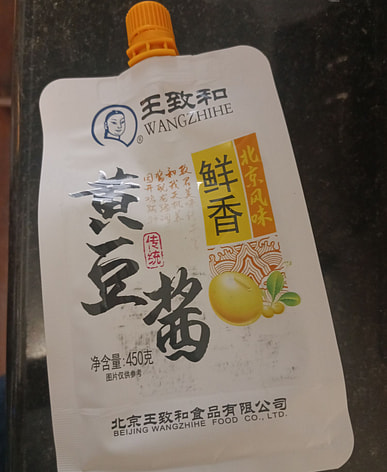 王致和
® WANGZHIHE
北京风味
鲜香
黄豆酱
传统
净含量:450克
图片仅供参考
北京王致和食品有限公司
BEIJING WANGZHIHE FOOD CO., LTD.